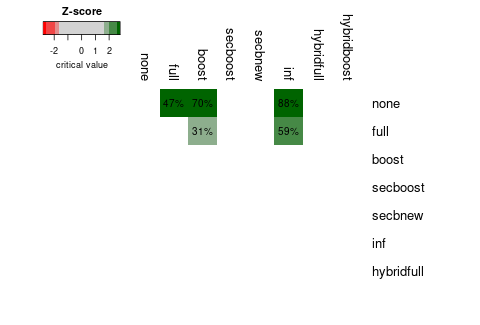 Z-score
-2 0 1 2
critical value
none
full
boost
secboost
secbnew
inf
hybridfull
hybridboost
47% 70% 88% none
31% 59% full
boost
secboost
secbnew
inf
hybridfull